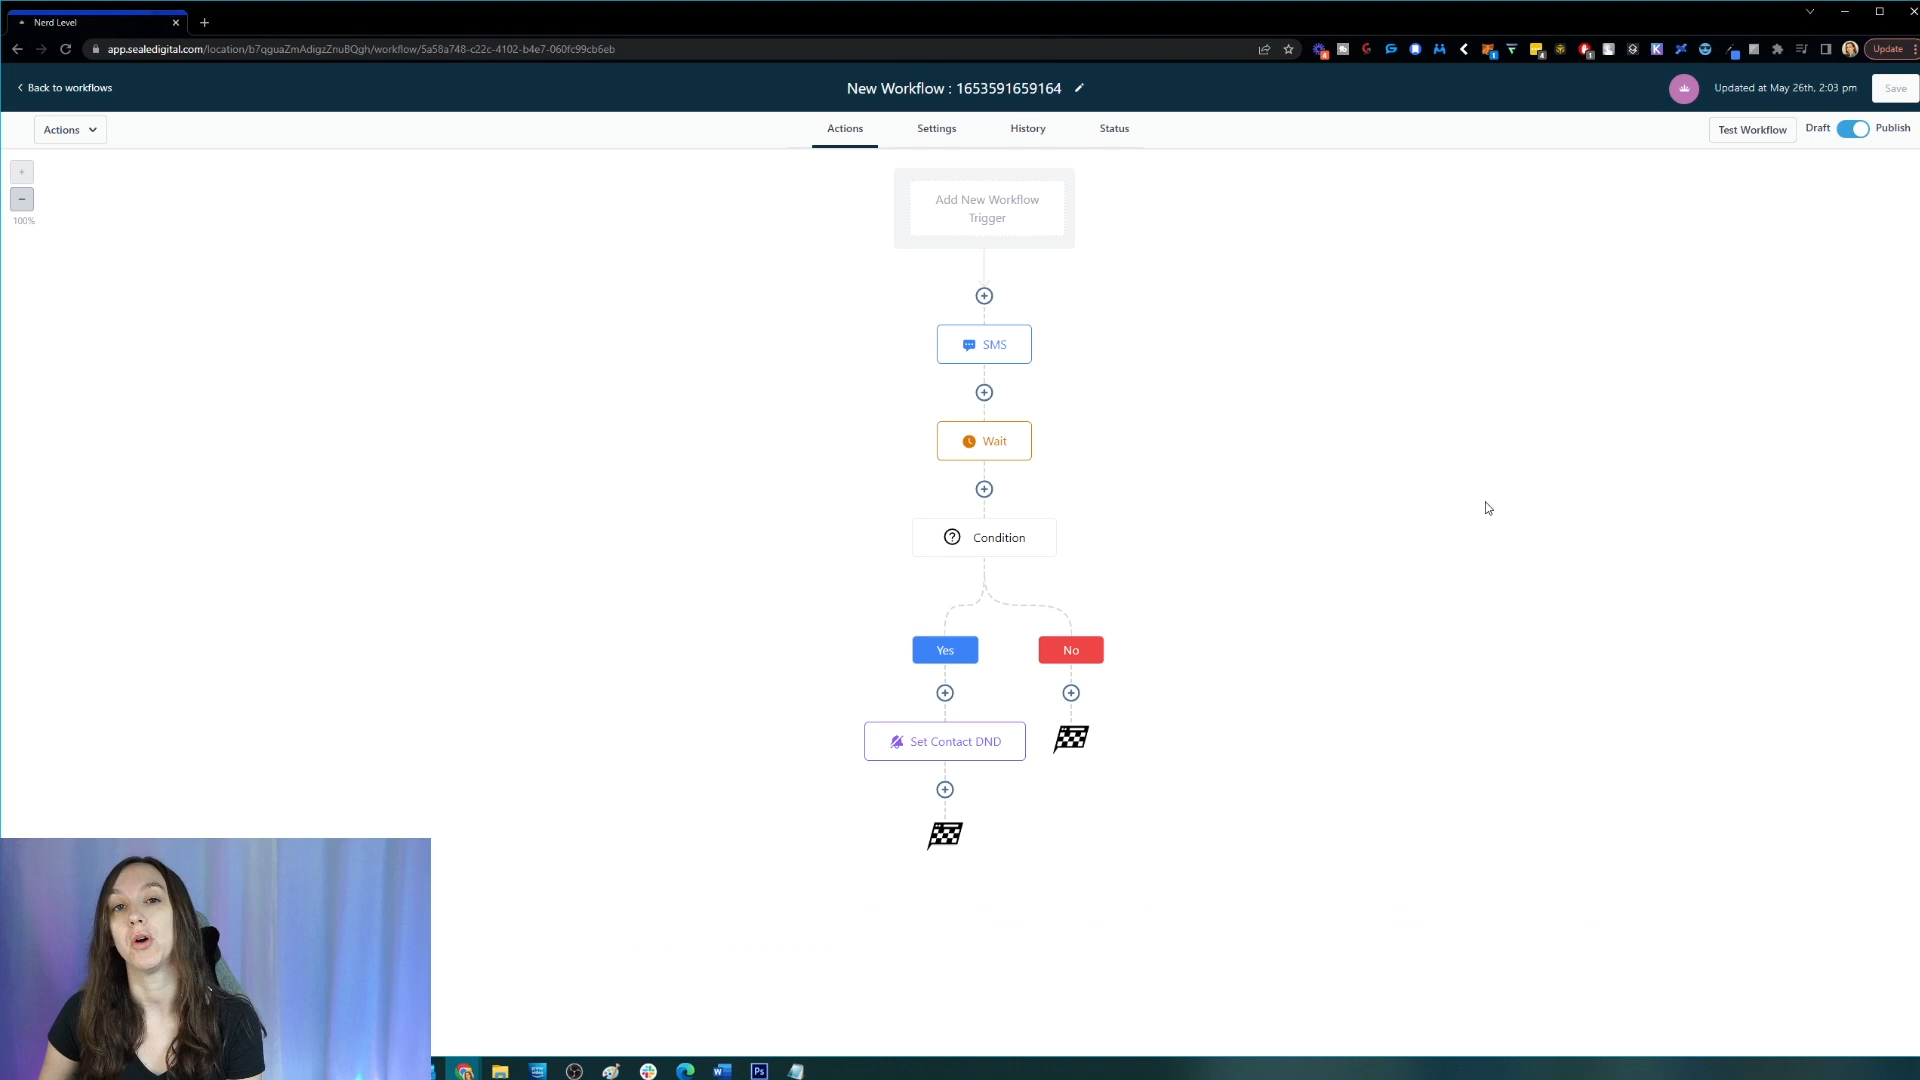 Nerd Level
app.sealedigital.com/location/b7qguaZmAdigzZnuBQgh/workflow/5a58a748-c22c-4102-b4e7-060fc99cb6eb
Update
Back to workflows
New Workflow : 1653591659164
Updated at May 26th, 2:03 pm
Save
Actions
Actions
Settings
History
Status
Test Workflow
Draft
Publish
100%
Add New Workflow
Trigger
SMS
Wait
Condition
Yes
No
Set Contact DND